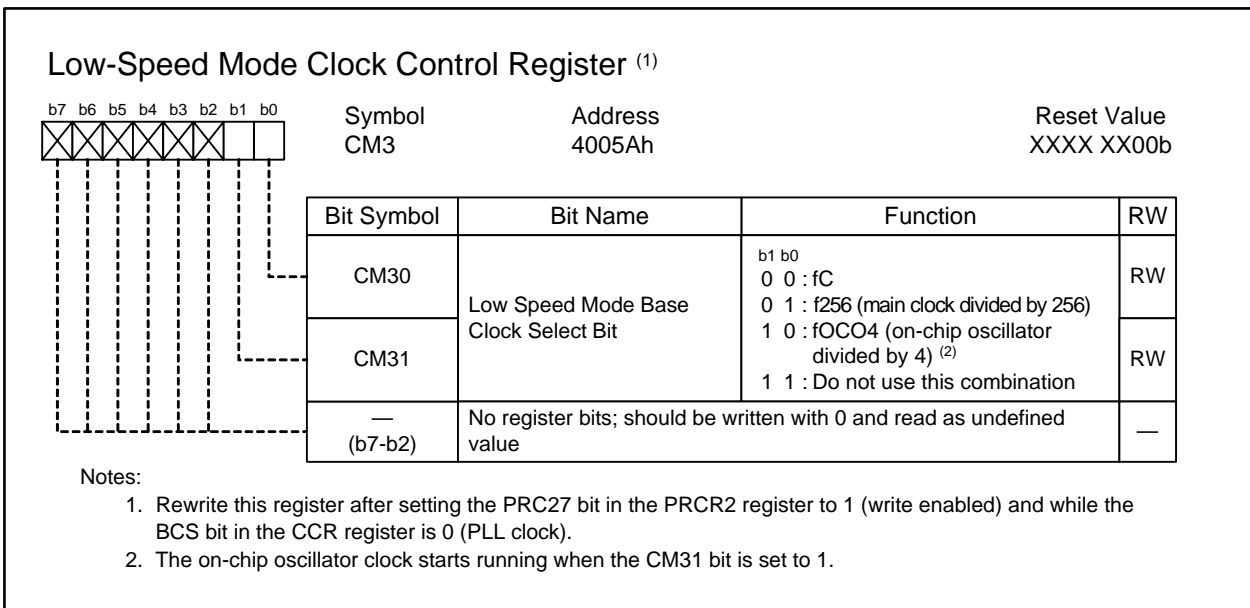 Low-Speed Mode Clock Control Register (1)
b7 b6 b5 b4 b3 b2 b1 b0
Symbol Address Reset Value
CM3 4005Ah XXXX XX00b
Bit Symbol Bit Name Function RW
CM30
CM31
Low Speed Mode Base
Clock Select Bit
b1 b0
0 0 : fC
0 1 : f256 (main clock divided by 256)
1 0 : fOCO4 (on-chip oscillator
divided by 4) (2)
1 1 : Do not use this combination
RW
RW
—
(b7-b2)
No register bits; should be written with 0 and read as undefined
value
—
Notes:
1. Rewrite this register after setting the PRC27 bit in the PRCR2 register to 1 (write enabled) and while the
BCS bit in the CCR register is 0 (PLL clock).
2. The on-chip oscillator clock starts running when the CM31 bit is set to 1.